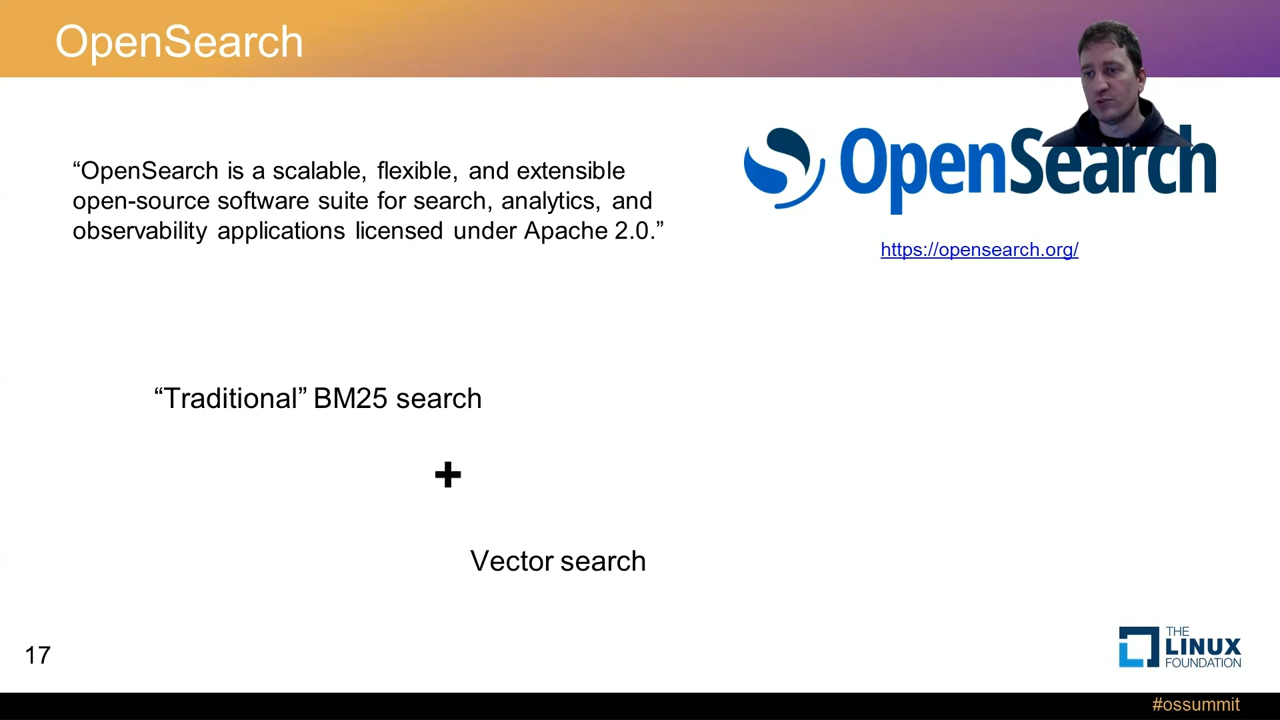 OpenSearch
“OpenSearch is a scalable, flexible, and extensible
open-source software suite for search, analytics, and
observability applications licensed under Apache 2.0.”
OpenSearch
https://opensearch.org/
“Traditional” BM25 search
+
Vector search
17
THE
LINUX
FOUNDATION
#ossummit